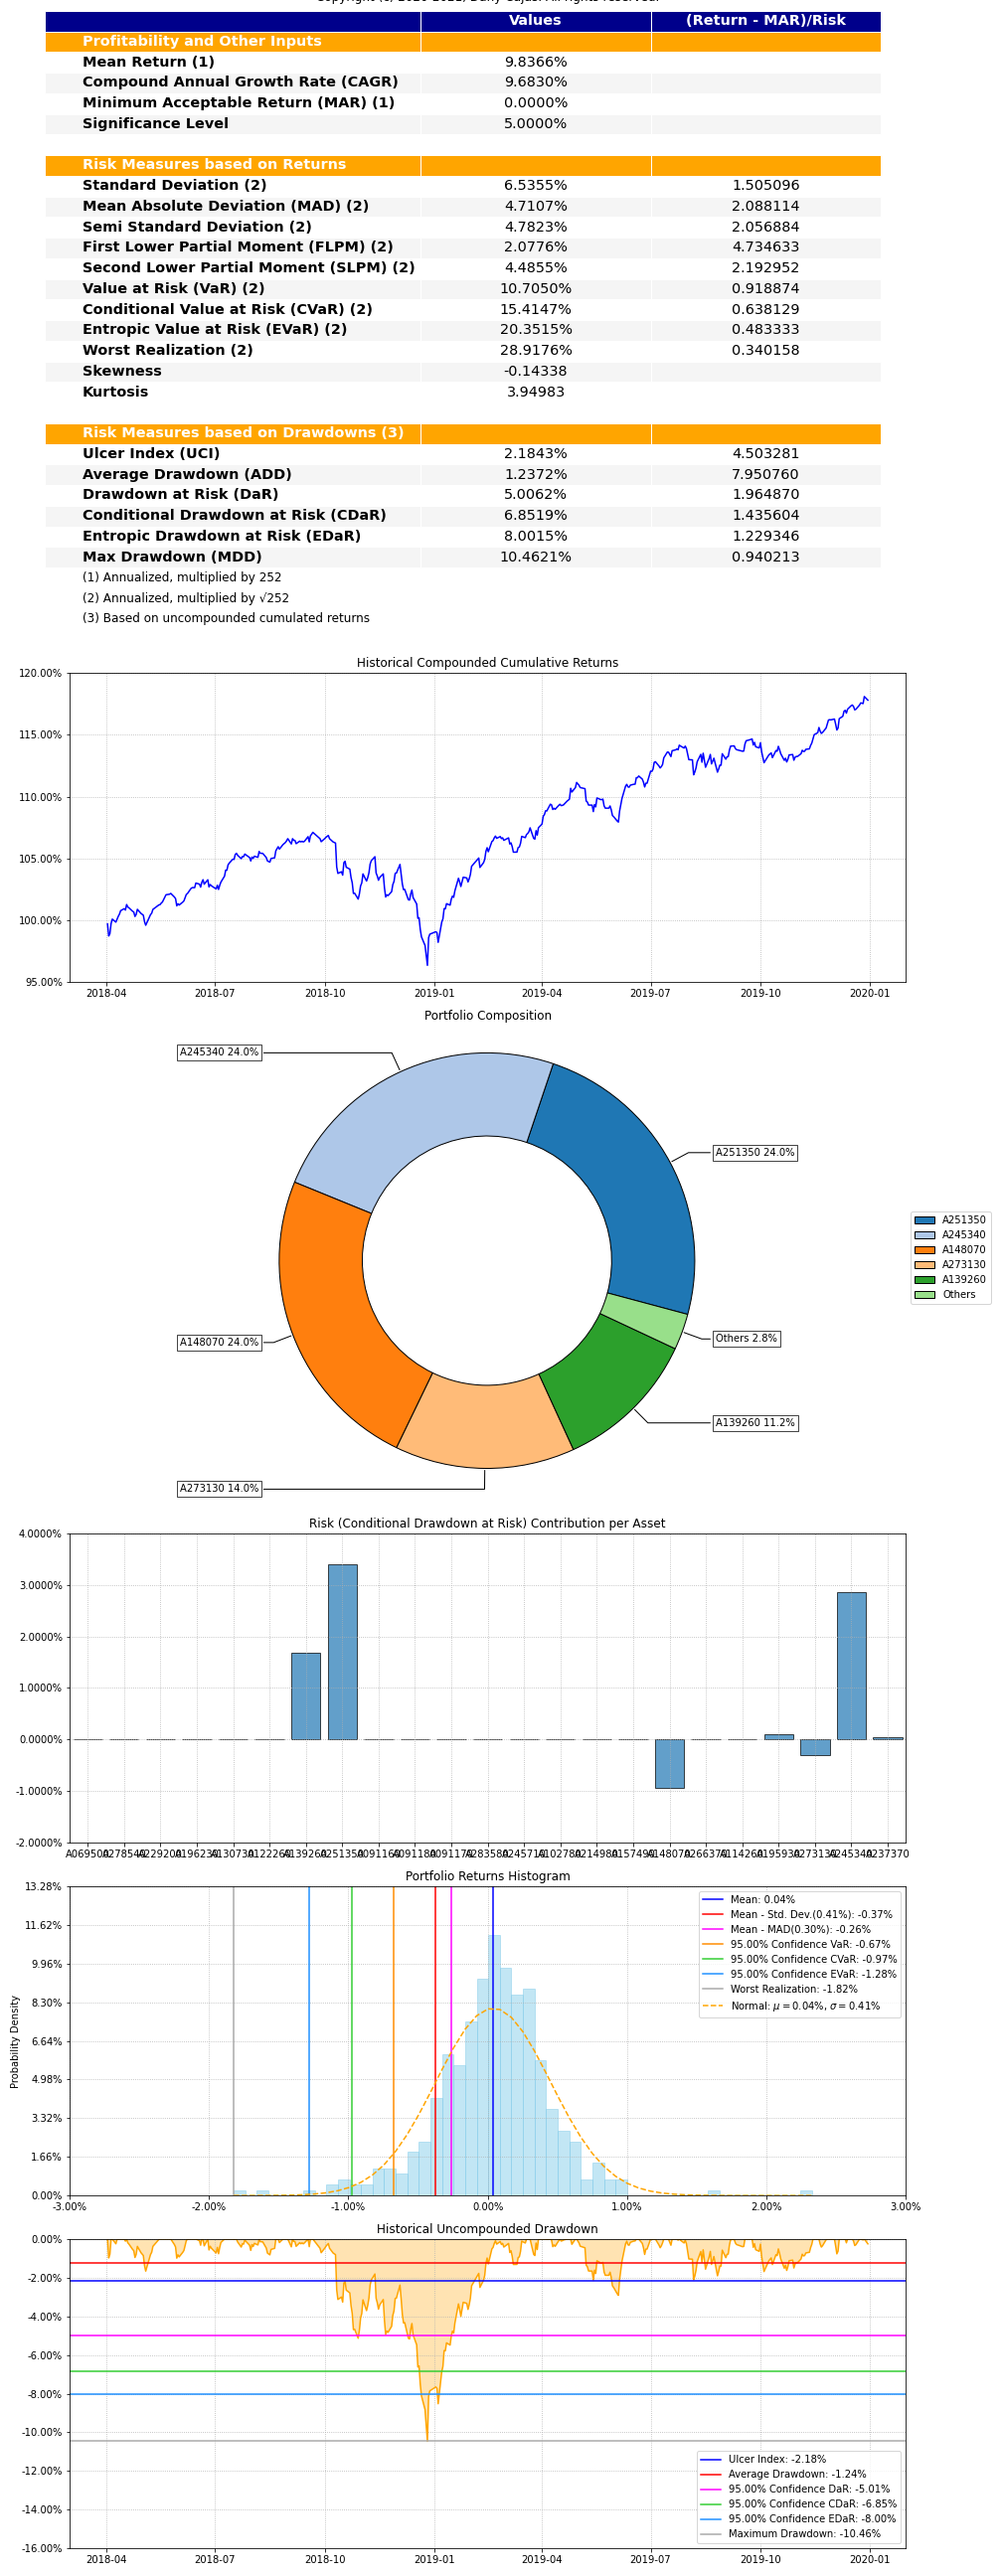 Copyright (c) 2020-2021, Dany Cajas. All rights reserved.
Values (Return - MAR)/Risk
Profitability and Other Inputs
Mean Return (1) 9.8366%
Compound Annual Growth Rate (CAGR) 9.6830%
Minimum Acceptable Return (MAR) (1) 0.0000%
Significance Level 5.0000%
Risk Measures based on Returns
Standard Deviation (2) 6.5355% 1.505096
Mean Absolute Deviation (MAD) (2) 4.7107% 2.088114
Semi Standard Deviation (2) 4.7823% 2.056884
First Lower Partial Moment (FLPM) (2) 2.0776% 4.734633
Second Lower Partial Moment (SLPM) (2) 4.4855% 2.192952
Value at Risk (VaR) (2) 10.7050% 0.918874
Conditional Value at Risk (CVaR) (2) 15.4147% 0.638129
Entropic Value at Risk (EVaR) (2) 20.3515% 0.483333
Worst Realization (2) 28.9176% 0.340158
Skewness -0.14338
Kurtosis 3.94983
Risk Measures based on Drawdowns (3)
Ulcer Index (UCI) 2.1843% 4.503281
Average Drawdown (ADD) 1.2372% 7.950760
Drawdown at Risk (DaR) 5.0062% 1.964870
Conditional Drawdown at Risk (CDaR) 6.8519% 1.435604
Entropic Drawdown at Risk (EDaR) 8.0015% 1.229346
Max Drawdown (MDD) 10.4621% 0.940213
(1) Annualized, multiplied by 252
(2) Annualized, multiplied by √252
(3) Based on uncompounded cumulated returns
Historical Compounded Cumulative Returns
120.00%
115.00%
110.00%
105.00%
100.00%
95.00%
2018-04 2018-07 2018-10 2019-01 2019-04 2019-07 2019-10 2020-01
Portfolio Composition
A245340 24.0%
A251350 24.0%
A148070 24.0%
Others 2.8%
A139260 11.2%
A273130 14.0%
A251350
A245340
A148070
A273130
A139260
Others
Risk (Conditional Drawdown at Risk) Contribution per Asset
4.0000%
3.0000%
2.0000%
1.0000%
0.0000%
-1.0000%
-2.0000%
A237370
Portfolio Returns Histogram
Probability Density
13.28%
11.62%
9.96%
8.30%
6.64%
4.98%
3.32%
1.66%
0.00%
-3.00% -2.00% -1.00% 0.00% 1.00% 2.00% 3.00%
Mean: 0.04%
Mean - Std. Dev.(0.41%): -0.37%
Mean - MAD(0.30%): -0.26%
95.00% Confidence VaR: -0.67%
95.00% Confidence CVaR: -0.97%
95.00% Confidence EVaR: -1.28%
Worst Realization: -1.82%
Normal: μ = 0.04%, σ = 0.41%
Historical Uncompounded Drawdown
0.00%
-2.00%
-4.00%
-6.00%
-8.00%
-10.00%
-12.00%
-14.00%
-16.00%
Ulcer Index: -2.18%
Average Drawdown: -1.24%
95.00% Confidence DaR: -5.01%
95.00% Confidence CDaR: -6.85%
95.00% Confidence EDaR: -8.00%
Maximum Drawdown: -10.46%
2018-04 2018-07 2018-10 2019-01 2019-04 2019-07 2019-10 2020-01